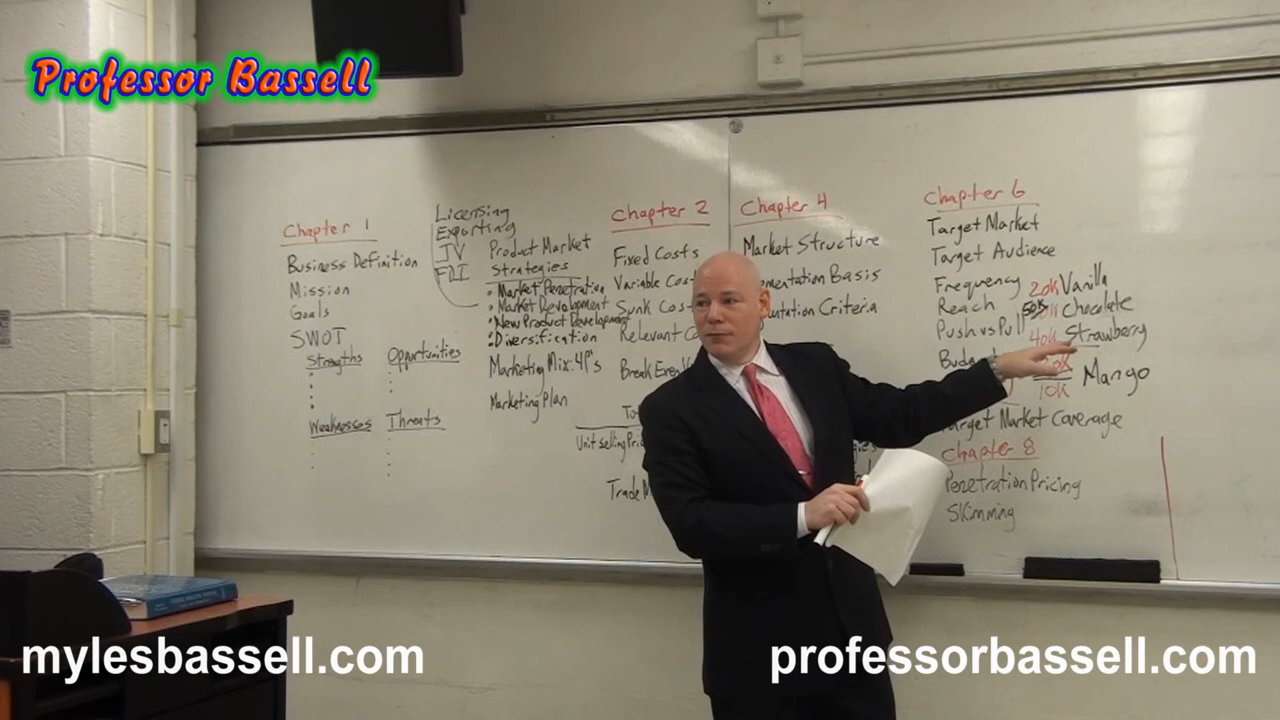 Professor Bassell
Chapter 1
Business Definition
Mission
Goals
SWOT
Strengths
Opportunities
Weaknesses
Threats
Licensing
Exporting
JV
FDI
Product Market
Strategies
• Market Penetration
• Market Development
• New Product Development
• Diversification
Marketing Mix: 4P's
Marketing Plan
Chapter 2
Fixed Costs
Variable Cost
Sunk Cost
Relevant
Break Even
Unit selling
Trade
Chapter 4
Market Structure
Basis
Criteria
Chapter 6
Target Market
Target Audience
Frequency
Reach
Push vs Pull
20K Vanilla
50K Chocolate
40K Strawberry
10K Mango
Target Market Coverage
Chapter 8
Penetration Pricing
Skimming
mylesbassell.com
professorbassell.com